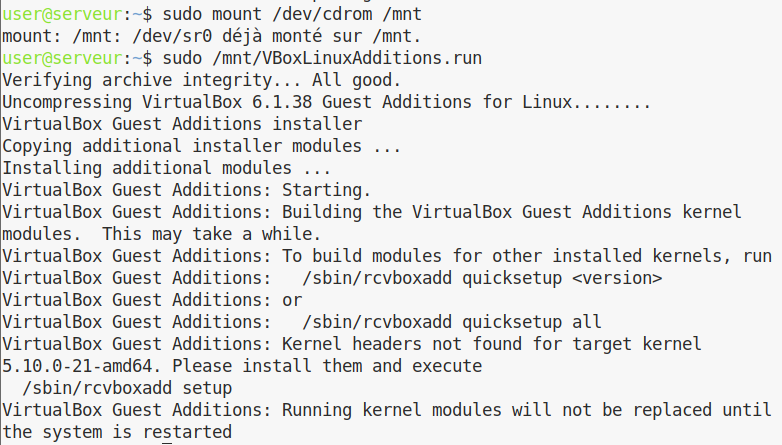 user@serveur:~$ sudo mount /dev/cdrom /mnt
mount: /mnt: /dev/sr0 déjà monté sur /mnt.
user@serveur:~$ sudo /mnt/VBoxLinuxAdditions.run
Verifying archive integrity... All good.
Uncompressing VirtualBox 6.1.38 Guest Additions for Linux........
VirtualBox Guest Additions installer
Copying additional installer modules ...
Installing additional modules ...
VirtualBox Guest Additions: Starting.
VirtualBox Guest Additions: Building the VirtualBox Guest Additions kernel
modules.  This may take a while.
VirtualBox Guest Additions: To build modules for other installed kernels, run
VirtualBox Guest Additions:   /sbin/rcvboxadd quicksetup <version>
VirtualBox Guest Additions: or
VirtualBox Guest Additions:   /sbin/rcvboxadd quicksetup all
VirtualBox Guest Additions: Kernel headers not found for target kernel
5.10.0-21-amd64. Please install them and execute
  /sbin/rcvboxadd setup
VirtualBox Guest Additions: Running kernel modules will not be replaced until
the system is restarted